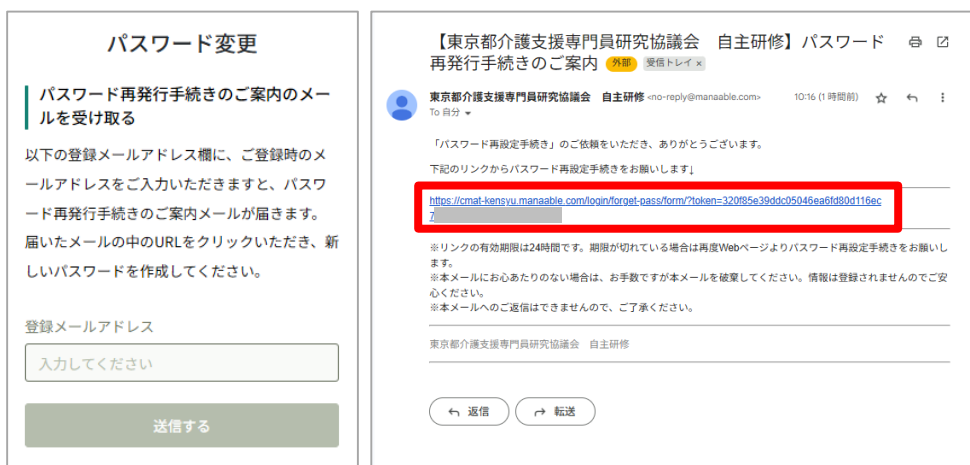 パスワード変更
パスワード再発行手続きのご案内のメー
ルを受け取る
以下の登録メールアドレス欄に、ご登録時のメ
ールアドレスをご入力いただきますと、パスワ
ード再発行手続きのご案内メールが届きます。
届いたメールの中のURLをクリックいただき、新
しいパスワードを作成してください。
登録メールアドレス
入力してください
送信する
【東京都介護支援専門員研究協議会　自主研修】パスワード
再発行手続きのご案内 外部 受信トレイ×
東京都介護支援専門員研究協議会　自主研修 <no-reply@manaable.com> 10:16 (1 時間前)
To 自分
「パスワード再設定手続き」のご依頼をいただき、ありがとうございます。
下記のリンクからパスワード再設定手続きをお願いします↓
https://cmat-kensyu.manaable.com/login/forget-pass/form/?token=320f85e39ddc05046ea6fd80d116ec
7
※リンクの有効期限は24時間です。期限が切れている場合は再度Webページよりパスワード再設定手続きをお願いし
ます。
※本メールにお心あたりのない場合は、お手数ですが本メールを破棄してください。情報は登録されませんのでご安
心ください。
※本メールへのご返信はできませんので、ご了承ください。
東京都介護支援専門員研究協議会　自主研修
返信 転送